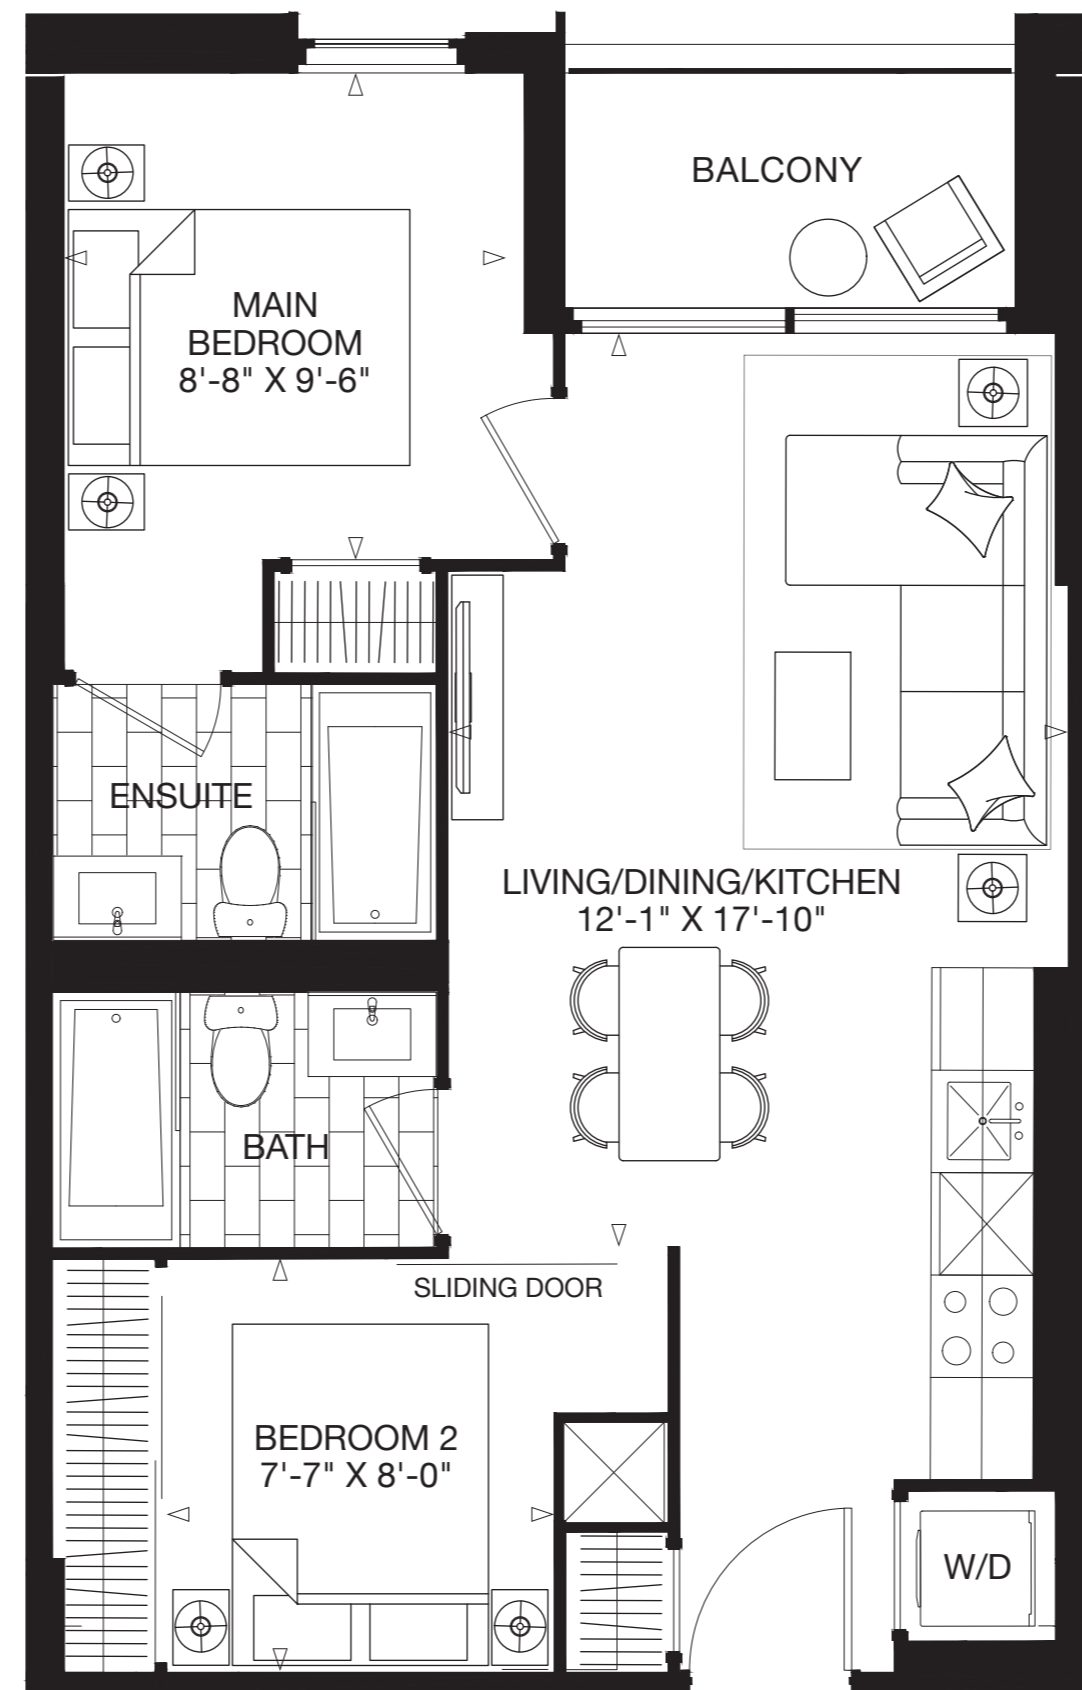 BALCONY
MAIN
BEDROOM
8'-8" X 9'-6"
ENSUITE
LIVING/DINING/KITCHEN
12'-1" X 17'-10"
BATH
SLIDING DOOR
BEDROOM 2
7'-7" X 8'-0"
W/D